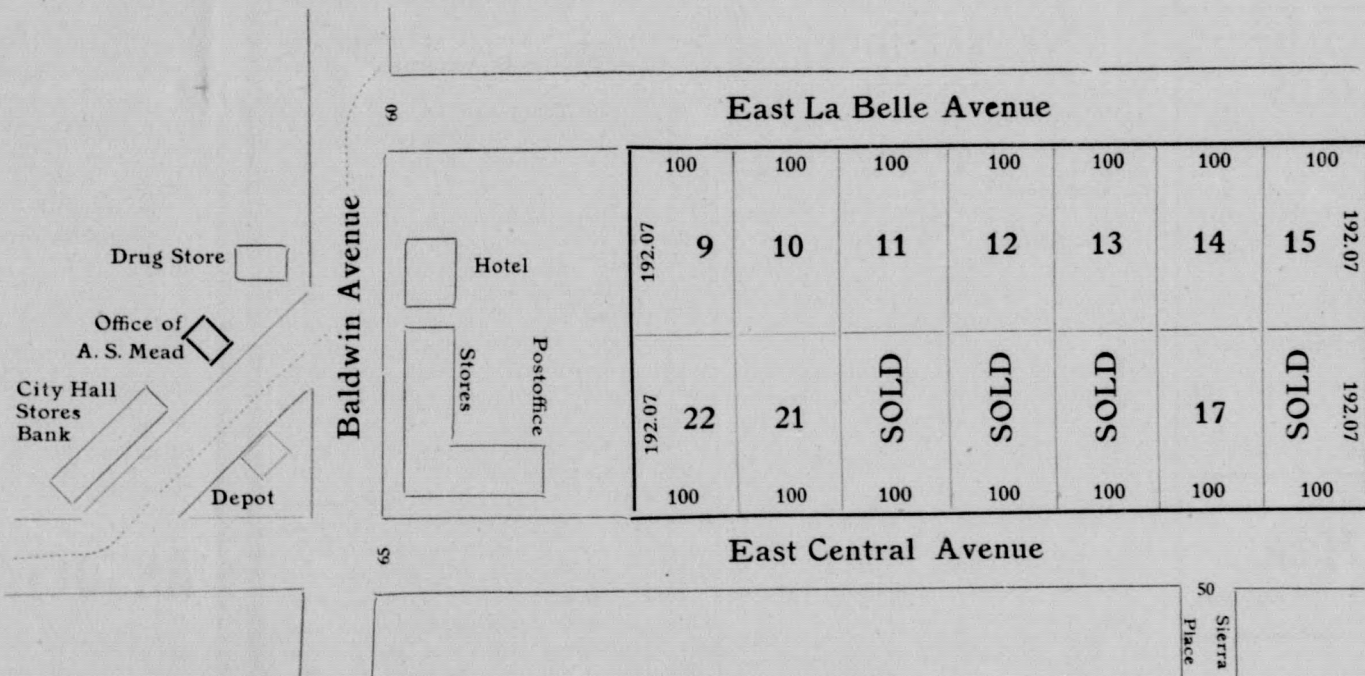 60
East La Belle Avenue
100 100 100 100 100 100 100
192.07 9 10 11 12 13 14 15 192.07
Drug Store
Baldwin Avenue
Hotel
Office of
A. S. Mead
City Hall
Stores
Bank
Stores
Postoffice
192.07 22 21 SOLD SOLD SOLD 17 SOLD 192.07
Depot
100 100 100 100 100 100 100
65
East Central Avenue
50
Sierra
Place